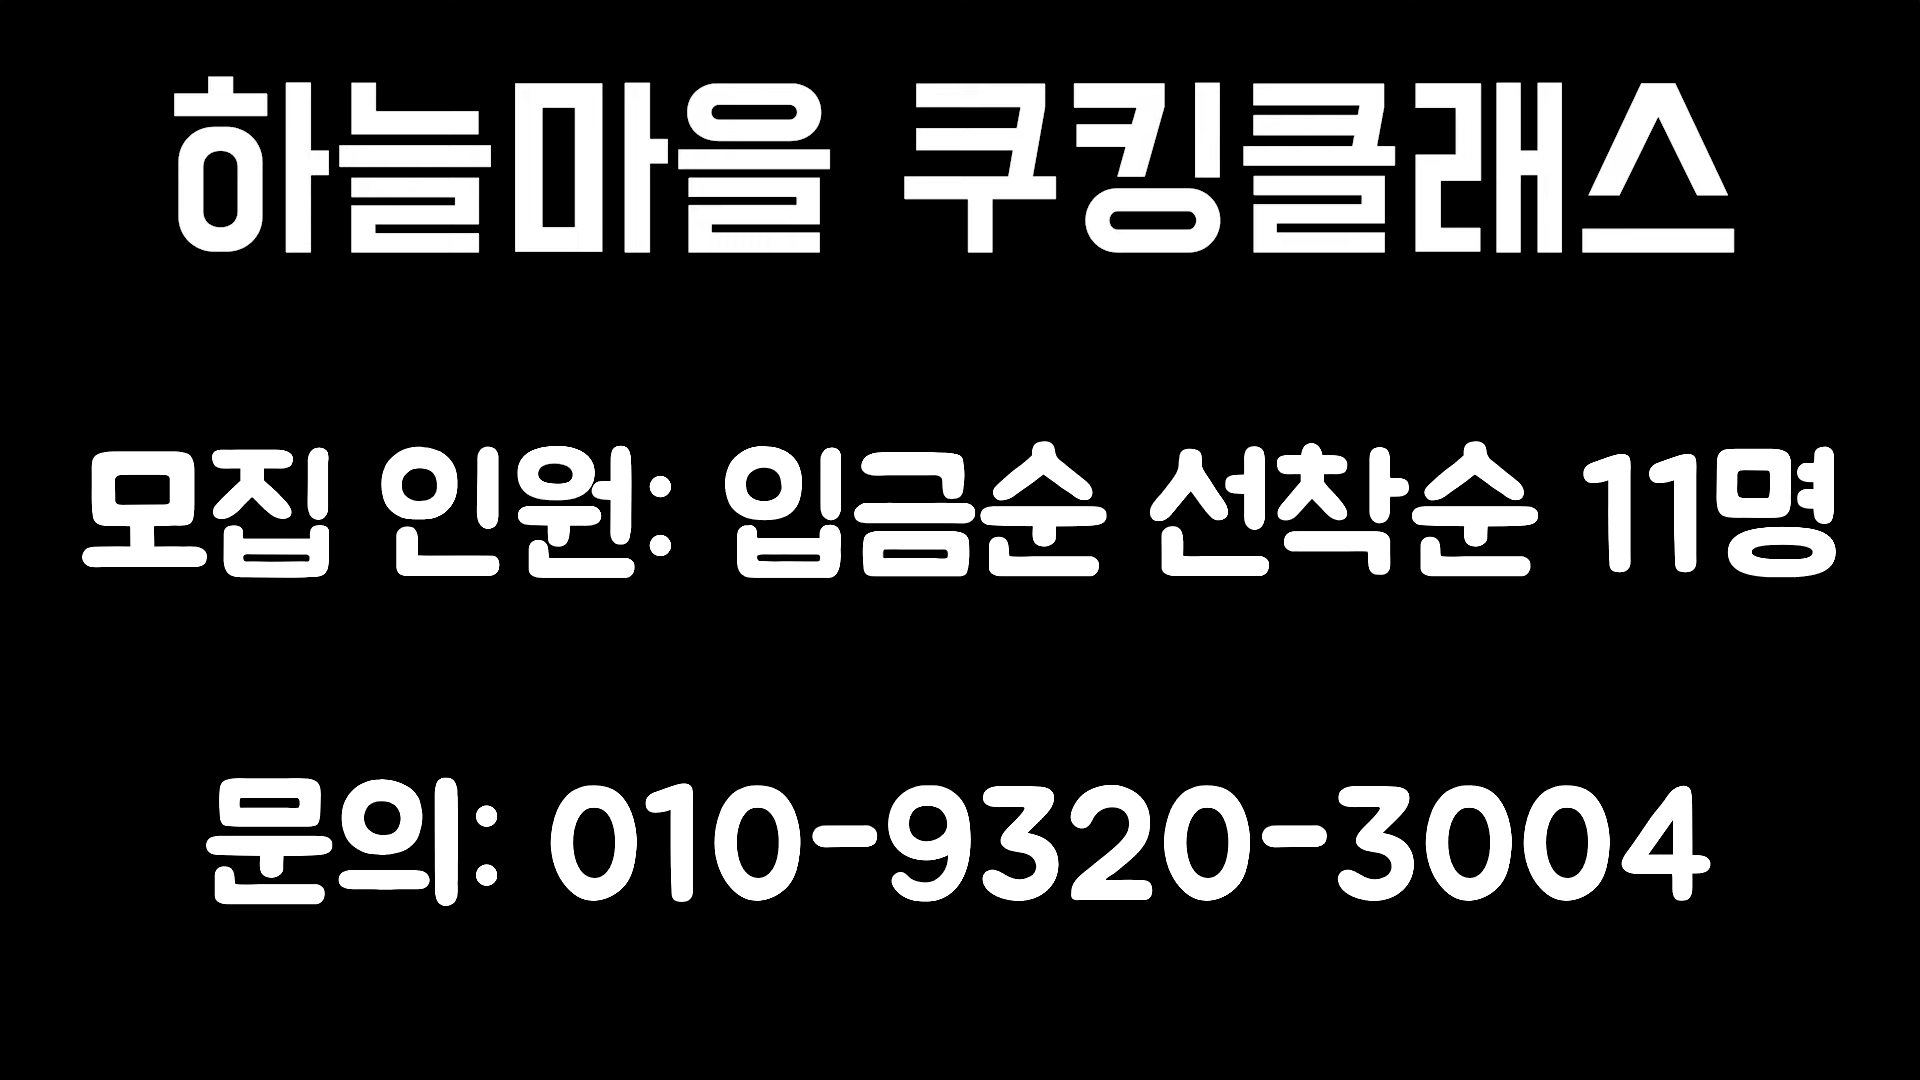 하늘마을 쿠킹클래스
모집 인원: 입금순 선착순 11명
문의: 010-9320-3004